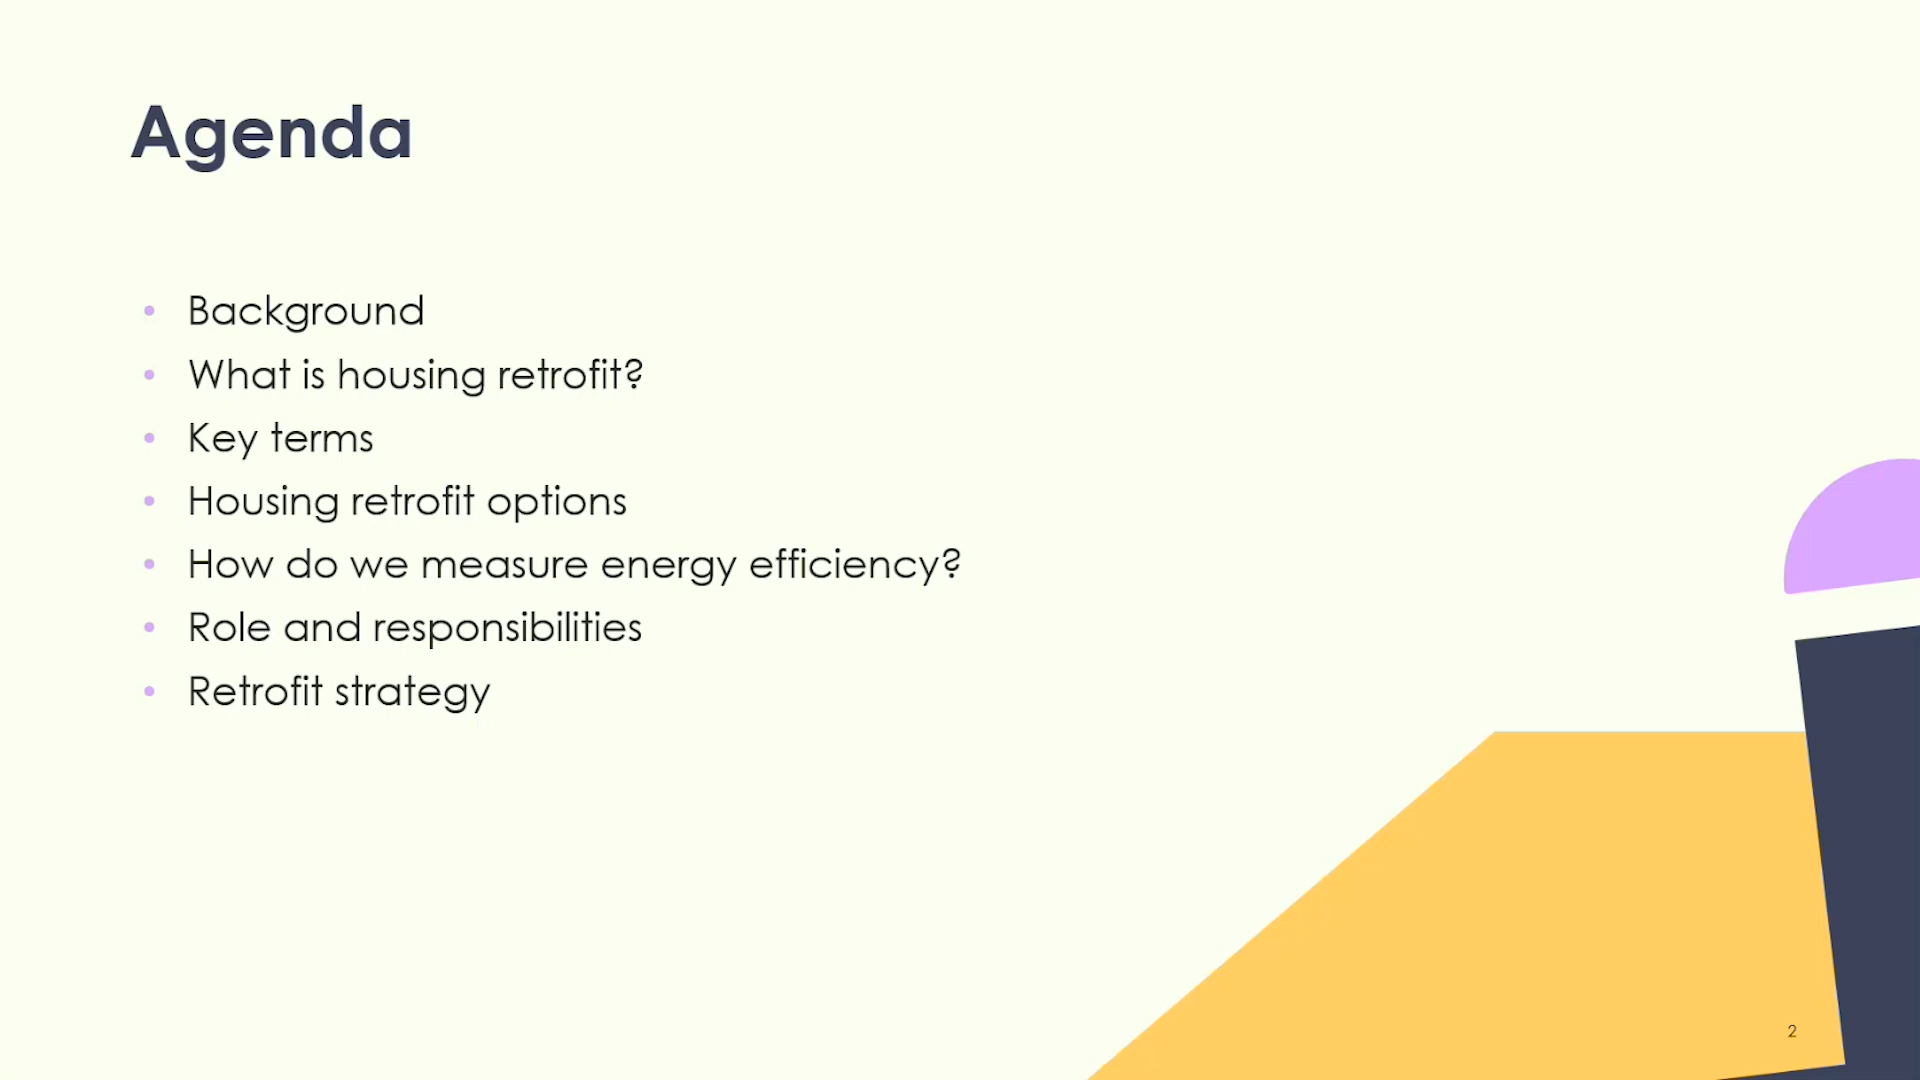 Agenda
• Background
• What is housing retrofit?
• Key terms
• Housing retrofit options
• How do we measure energy efficiency?
• Role and responsibilities
• Retrofit strategy
2